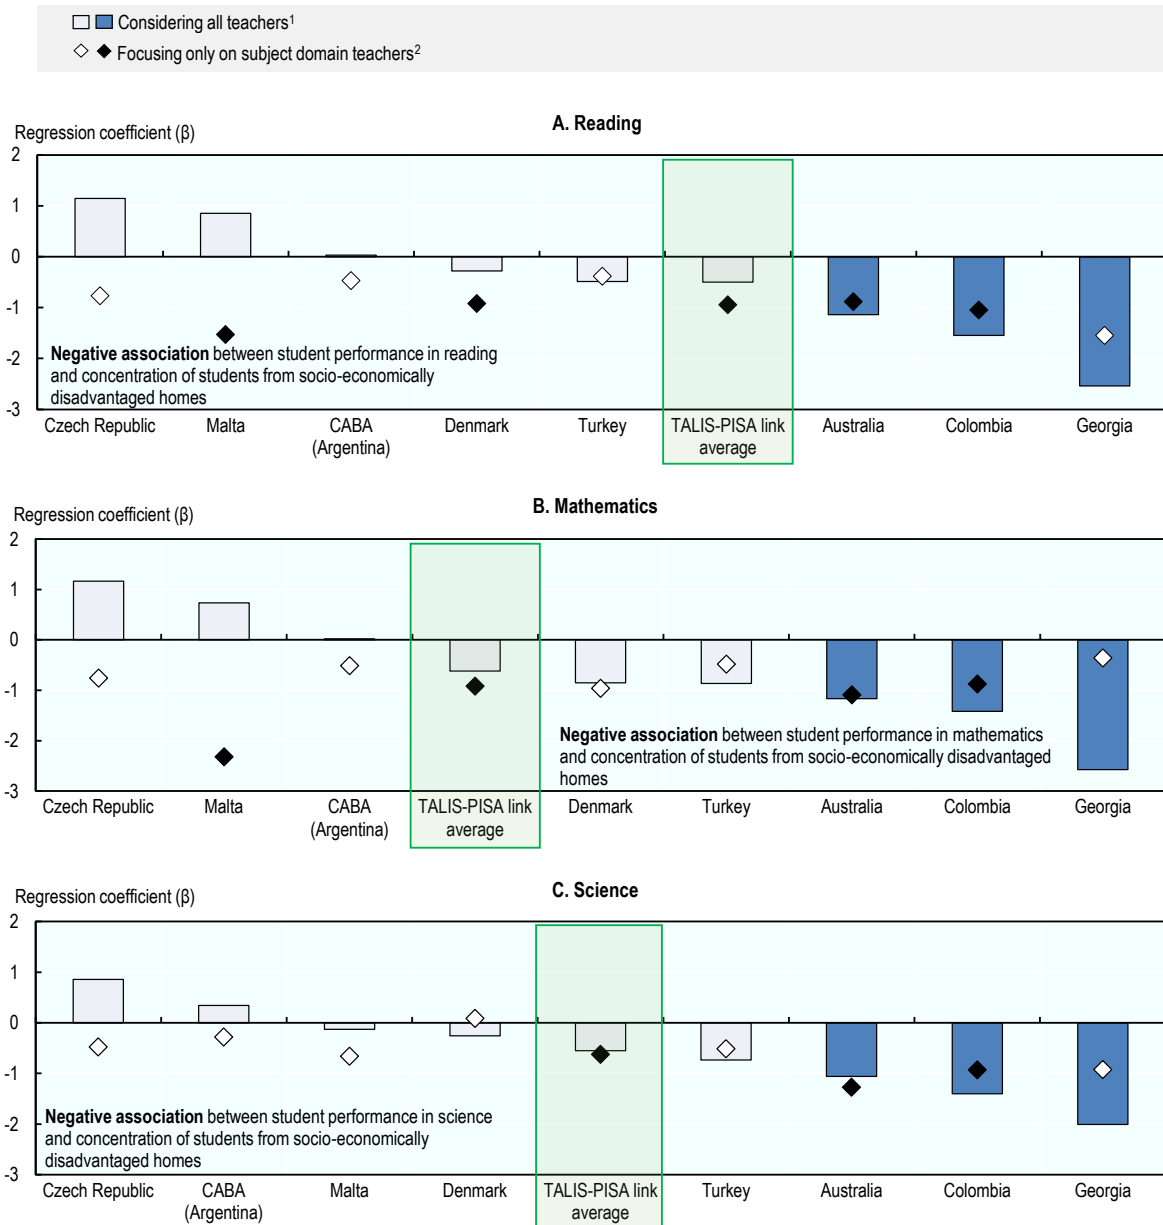 Considering all teachers1
Focusing only on subject domain teachers2
A. Reading
Regression coefficient (β)
2
1
0
-1
-2
-3
Negative association between student performance in reading
and concentration of students from socio-economically
disadvantaged homes
Czech Republic Malta CABA (Argentina) Denmark Turkey TALIS-PISA link average Australia Colombia Georgia
B. Mathematics
Regression coefficient (β)
2
1
0
-1
-2
-3
Negative association between student performance in mathematics
and concentration of students from socio-economically disadvantaged
homes
Czech Republic Malta CABA (Argentina) TALIS-PISA link average Denmark Turkey Australia Colombia Georgia
C. Science
Regression coefficient (β)
2
1
0
-1
-2
-3
Negative association between student performance in science
and concentration of students from socio-economically
disadvantaged homes
Czech Republic CABA (Argentina) Malta Denmark TALIS-PISA link average Turkey Australia Colombia Georgia